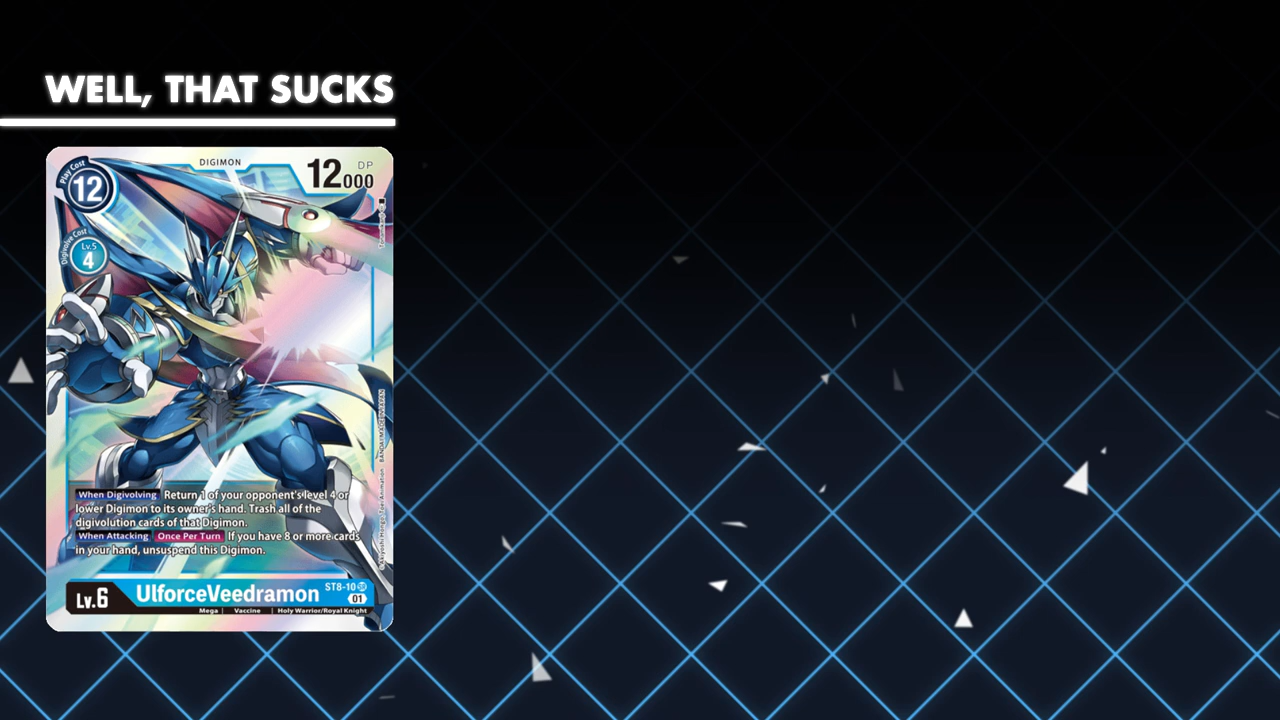 WELL, THAT SUCKS
DIGIMON
Play Cost
12
12000
DP
Digivolve Cost
Lv.5
4
When Digivolving Return 1 of your opponent's level 4 or
lower Digimon to its owner's hand. Trash all of the
digivolution cards of that Digimon.
When Attacking Once Per Turn If you have 8 or more cards
in your hand, unsuspend this Digimon.
Lv.6
UlforceVeedramon
ST8-10 SR
01
Mega | Vaccine | Holy Warrior/Royal Knight